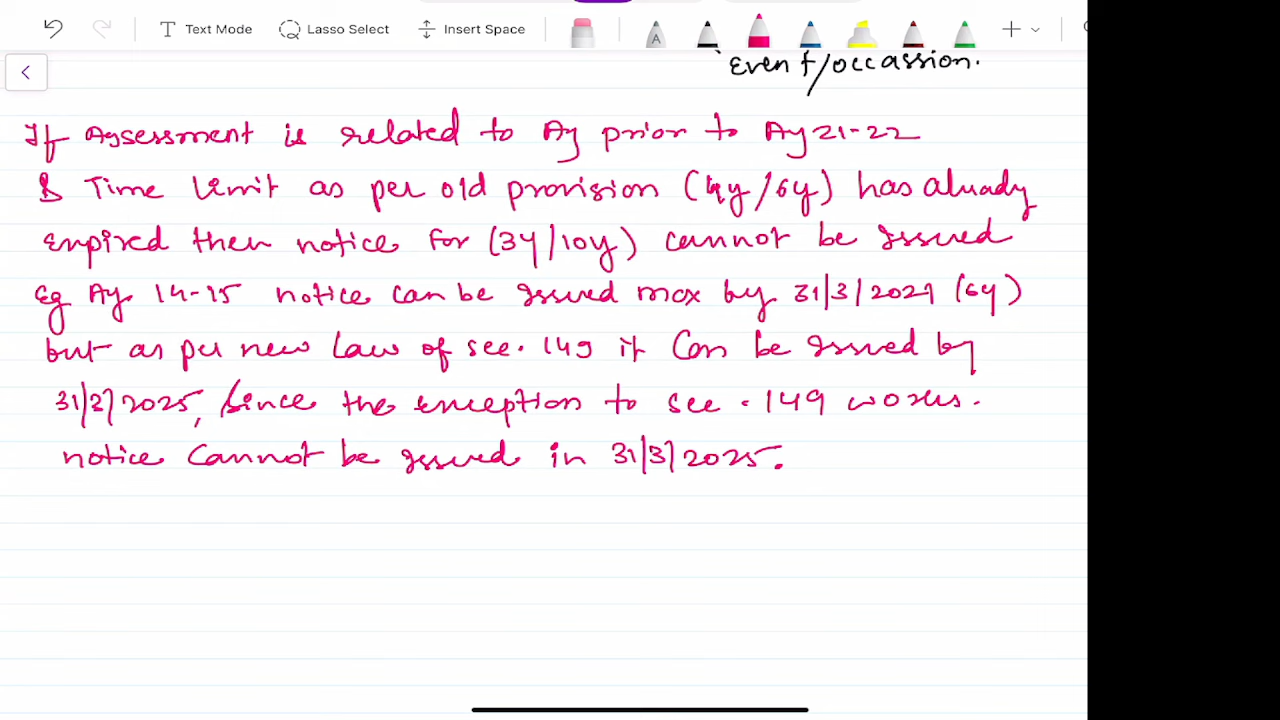 Text Mode Lasso Select Insert Space
Event/occassion.
If Assessment is related to Ay prior to Ay 21-22
& Time limit as per old provision (4y/6y) has already
expired then notice for (3y/10y) cannot be issued
Eg Ay 14-15 notice can be issued max by 31/3/2021 (6y)
but as per new law of sec. 149 it can be issued by
31/3/2025, since the exception to sec. 149 works.
notice cannot be issued in 31/3/2025.